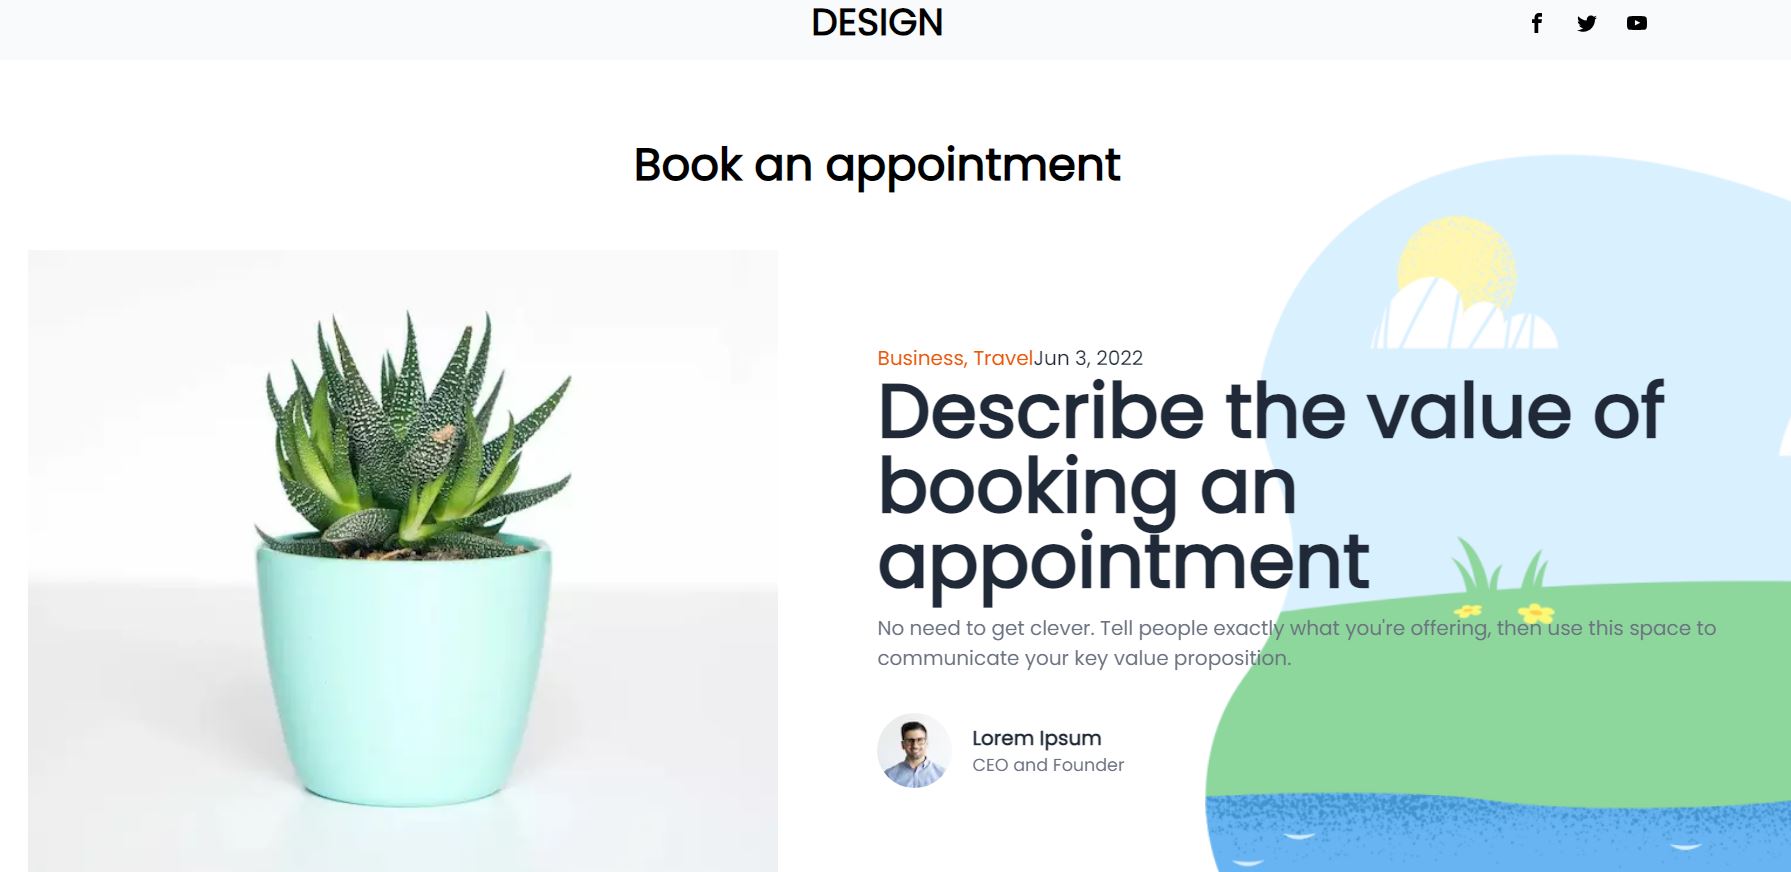 DESIGN
Book an appointment
Business, TravelJun 3, 2022
Describe the value of
booking an
appointment
No need to get clever. Tell people exactly what you're offering, then use this space to
communicate your key value proposition.
Lorem Ipsum
CEO and Founder